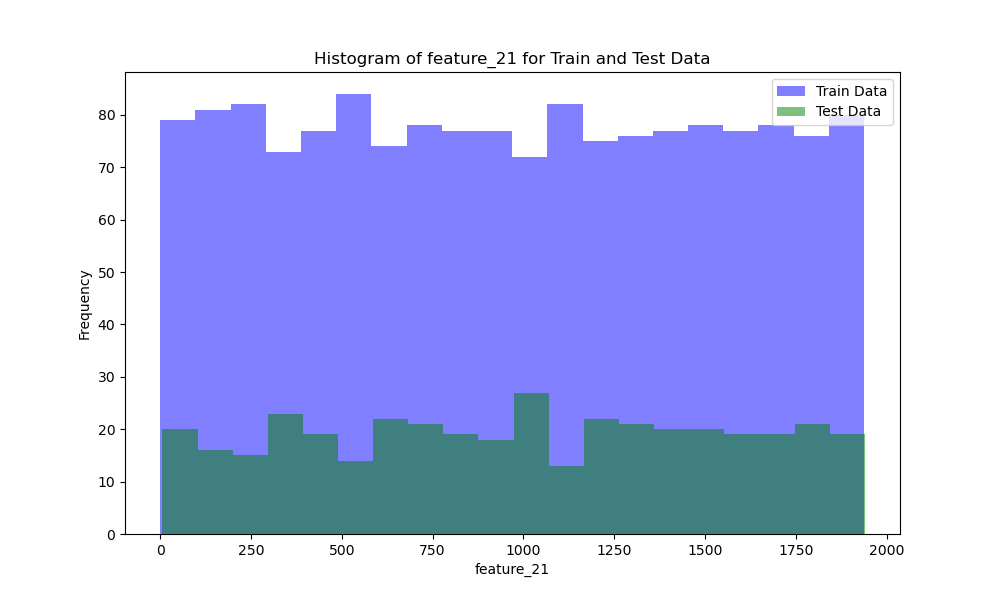 Histogram of feature_21 for Train and Test Data
Train Data
Test Data
Frequency
80
70
60
50
40
30
20
10
0
0 250 500 750 1000 1250 1500 1750 2000
feature_21